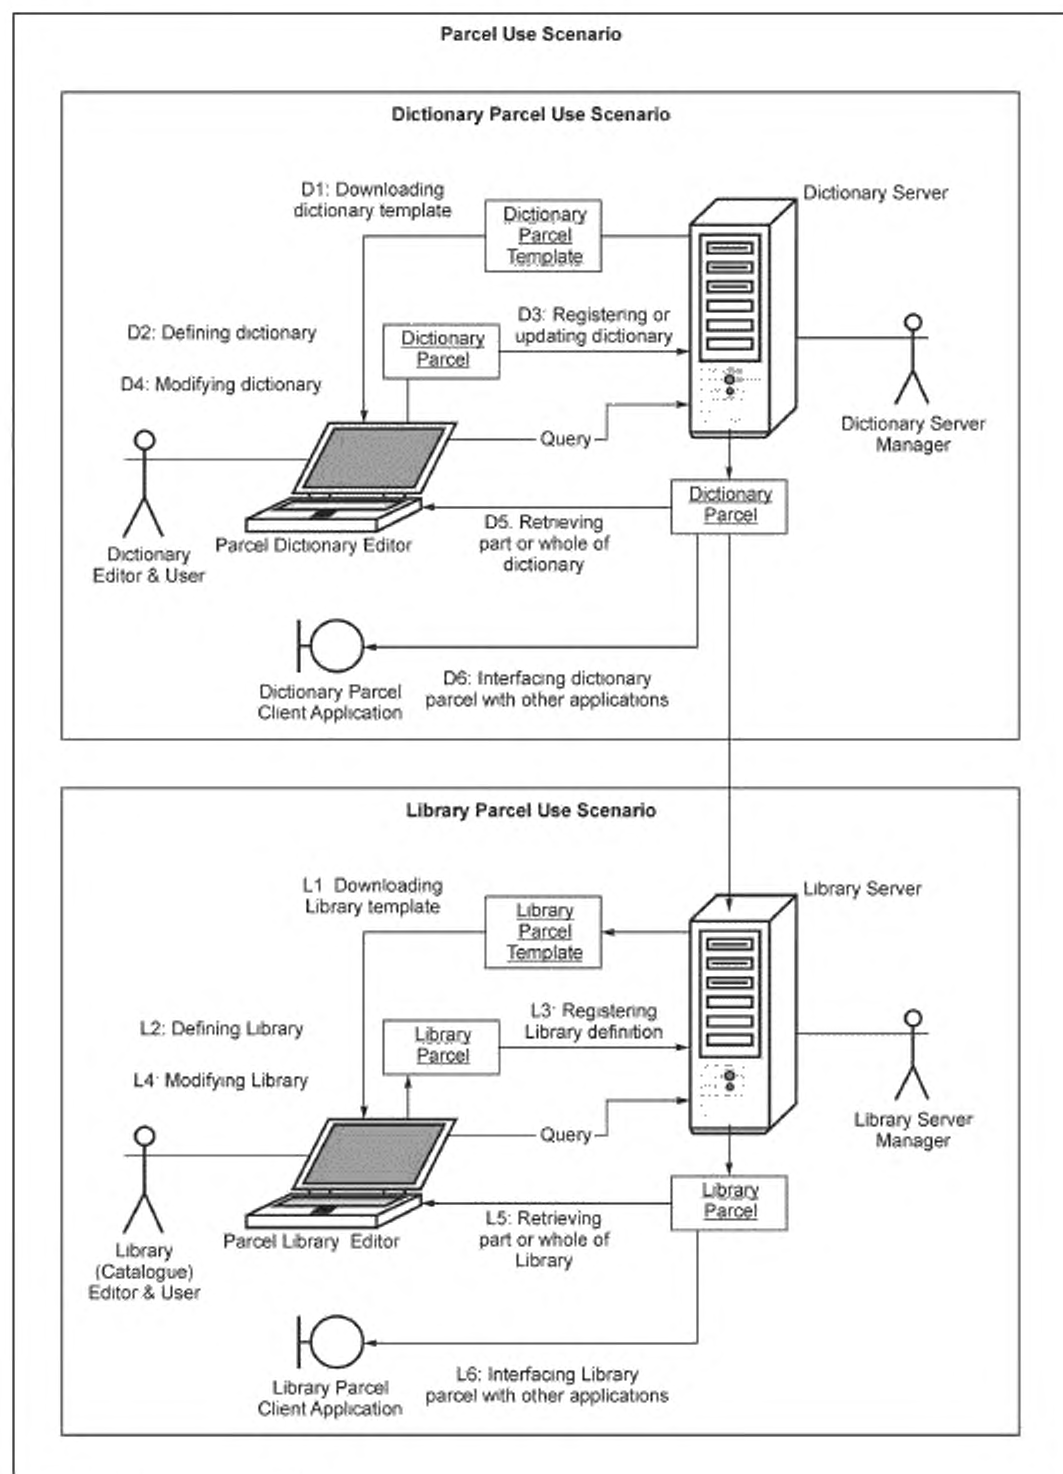 Parcel Use Scenario
Dictionary Parcel Use Scenario
D1: Downloading
dictionary template
Dictionary
Parcel
Template
Dictionary Server
D2: Defining dictionary
Dictionary
Parcel
D3: Registering or
updating dictionary
D4: Modifying dictionary
Query
Dictionary Server
Manager
Dictionary
Parcel
Dictionary
Editor & User
Parcel Dictionary Editor
D5. Retrieving
part or whole of
dictionary
Dictionary Parcel
Client Application
D6: Interfacing dictionary
parcel with other applications
Library Parcel Use Scenario
L1 Downloading
Library template
Library
Parcel
Template
Library Server
L2: Defining Library
Library
Parcel
L3: Registering
Library definition
L4: Modifying Library
Query
Library Server
Manager
Library
Parcel
Library
(Catalogue)
Editor & User
Parcel Library Editor
L5: Retrieving
part or whole of
Library
Library Parcel
Client Application
L6: Interfacing Library
parcel with other applications